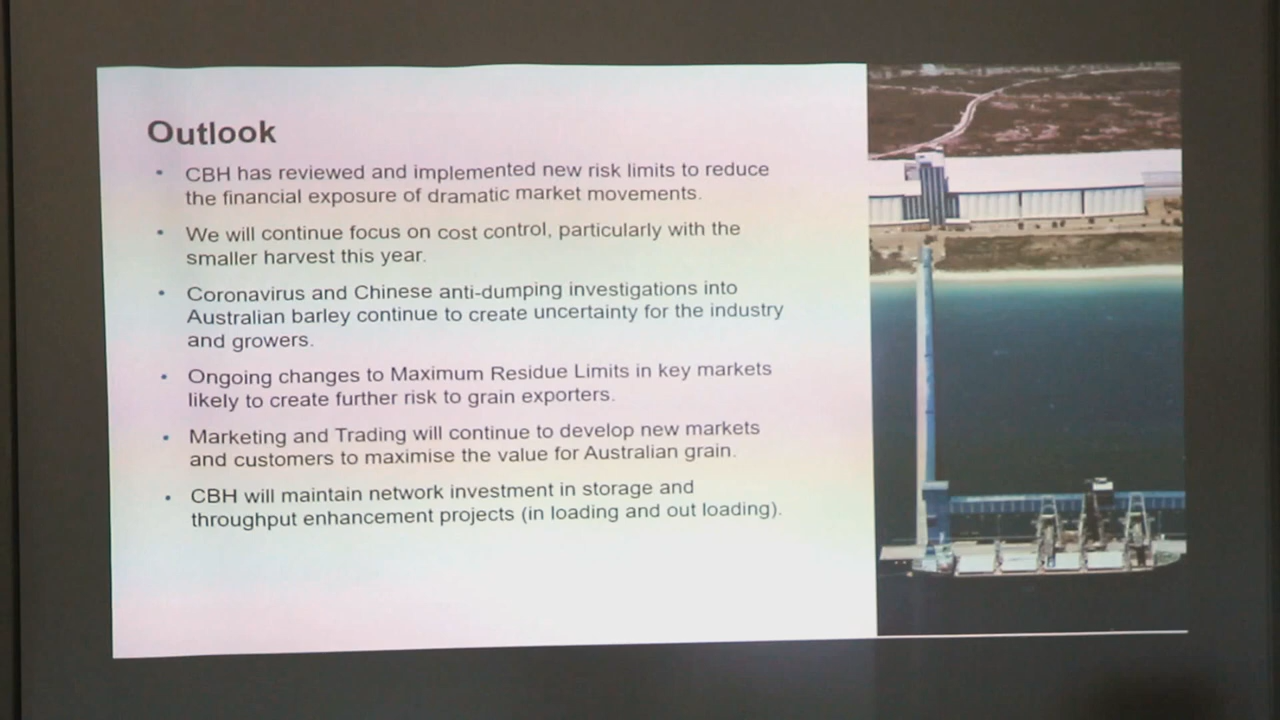 Outlook
• CBH has reviewed and implemented new risk limits to reduce
the financial exposure of dramatic market movements.
• We will continue focus on cost control, particularly with the
smaller harvest this year.
• Coronavirus and Chinese anti-dumping investigations into
Australian barley continue to create uncertainty for the industry
and growers.
• Ongoing changes to Maximum Residue Limits in key markets
likely to create further risk to grain exporters.
• Marketing and Trading will continue to develop new markets
and customers to maximise the value for Australian grain.
• CBH will maintain network investment in storage and
throughput enhancement projects (in loading and out loading).